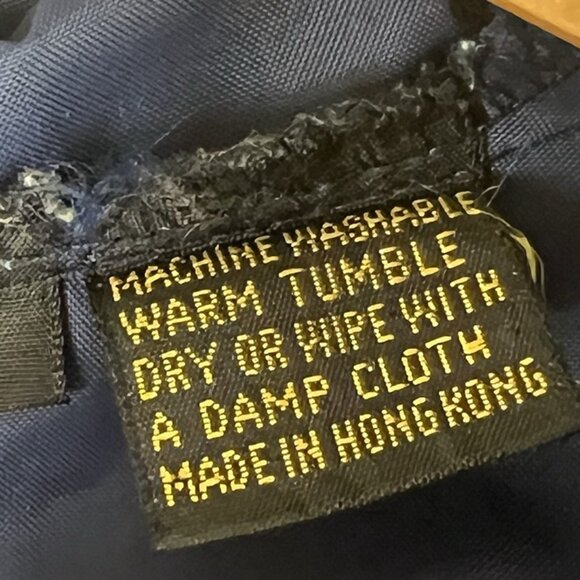 MACHINE WASHABLE
WARM TUMBLE
DRY OR WIPE WITH
A DAMP CLOTH
MADE IN HONG KONG